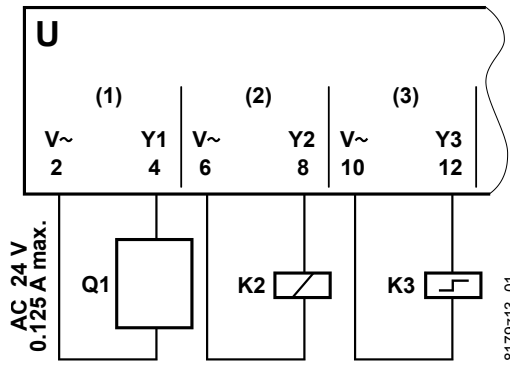 U
(1) (2) (3)
V~ Y1 V~ Y2 V~ Y3
2 4 6 8 10 12
AC 24 V
0.125 A max.
Q1 K2 K3
8179z13_01